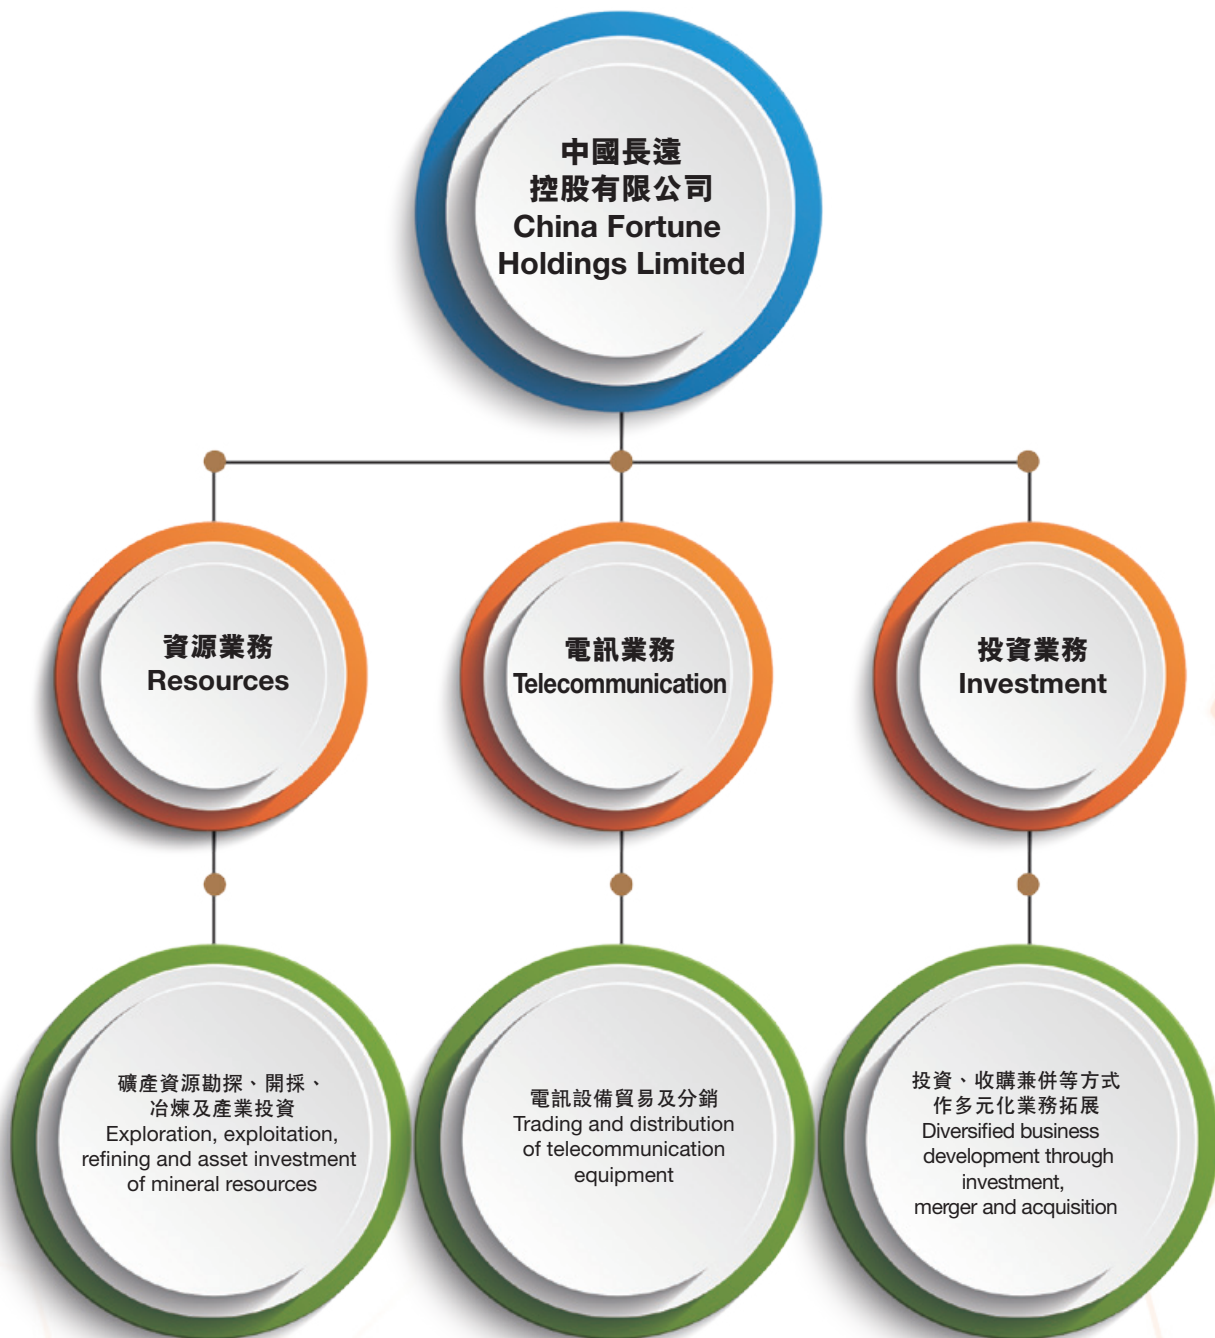 中國長遠
控股有限公司
China Fortune
Holdings Limited
資源業務
Resources
電訊業務
Telecommunication
投資業務
Investment
礦產資源勘探、開採、
冶煉及產業投資
Exploration, exploitation,
refining and asset investment
of mineral resources
電訊設備貿易及分銷
Trading and distribution
of telecommunication
equipment
投資、收購兼併等方式
作多元化業務拓展
Diversified business
development through
investment,
merger and acquisition